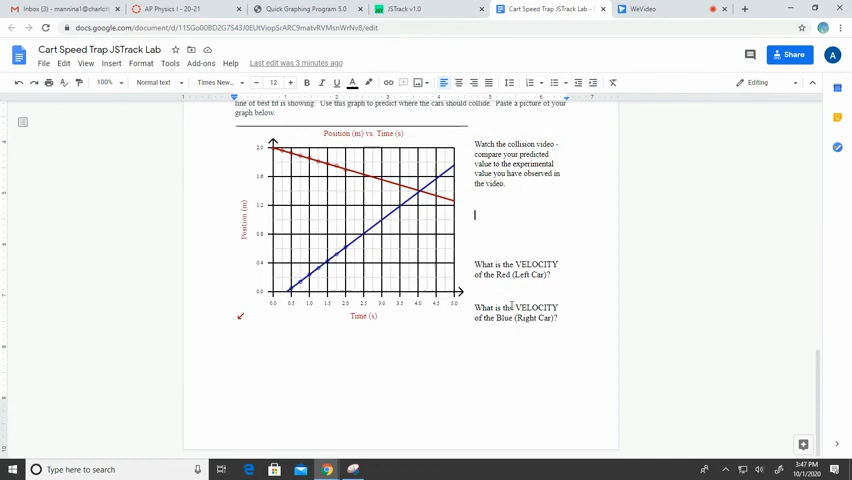 Inbox (13) - mannina1@charlot
AP Physics I - 20-21
Quick Graphing Program 5.0
JSTrack v1.0
Cart Speed Trap JSTrack Lab -
WeVideo
docs.google.com/document/d/11SGo00BD2G7S43J0EUtViopSrARC9matvRVMsnWrNv8/edit
Cart Speed Trap JSTrack Lab
File Edit View Insert Format Tools Add-ons Help Last edit was 3 minutes ago
Share
A
100% Normal text Times New... 12 B I U A Editing
line of best fit is showing. Use this graph to predict where the cars should collide. Paste a picture of your
graph below.
Position (m) vs. Time (s)
2.0
1.6
1.2
0.8
0.4
0.0
Position (m)
0.0 0.5 1.0 1.5 2.0 2.5 3.0 3.5 4.0 4.5 5.0
Time (s)
Watch the collision video -
compare your predicted
value to the experimental
value you have observed in
the video.
What is the VELOCITY
of the Red (Left Car)?
What is the VELOCITY
of the Blue (Right Car)?
Type here to search
3:47 PM
10/1/2020